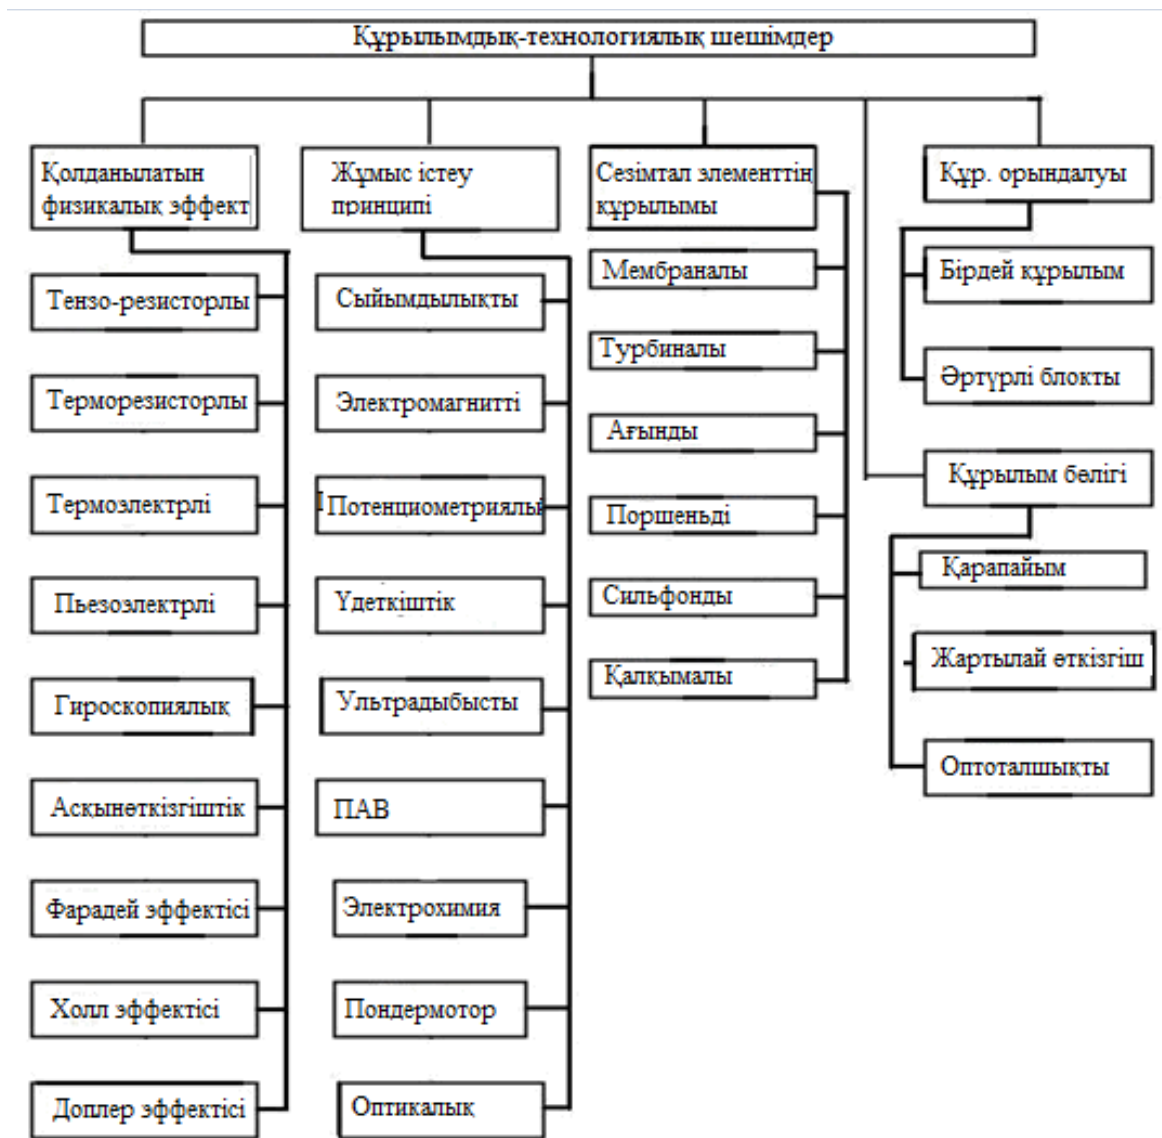 Құрылымдық-технологиялық шешімдер
Қолданылатын
физикалық эффект
Тензо-резисторлы
Терморезисторлы
Термоэлектрлі
Пьезоэлектрлі
Гироскопиялық
Асқынөткізгіштік
Фарадей эффектісі
Холл эффектісі
Доплер эффектісі
Жұмыс істеу
принципі
Сыйымдылықты
Электромагнитті
Потенциометриялы
Үдеткіштік
Ультрадыбысты
ПАВ
Электрохимия
Пондермотор
Оптикалық
Сезімтал элементтің
құрылымы
Мембраналы
Турбиналы
Ағынды
Поршеньді
Сильфонды
Қалқымалы
Құр. орындалуы
Бірдей құрылым
Әртүрлі блокты
Құрылым бөлігі
Қарапайым
Жартылай өткізгіш
Оптоталшықты